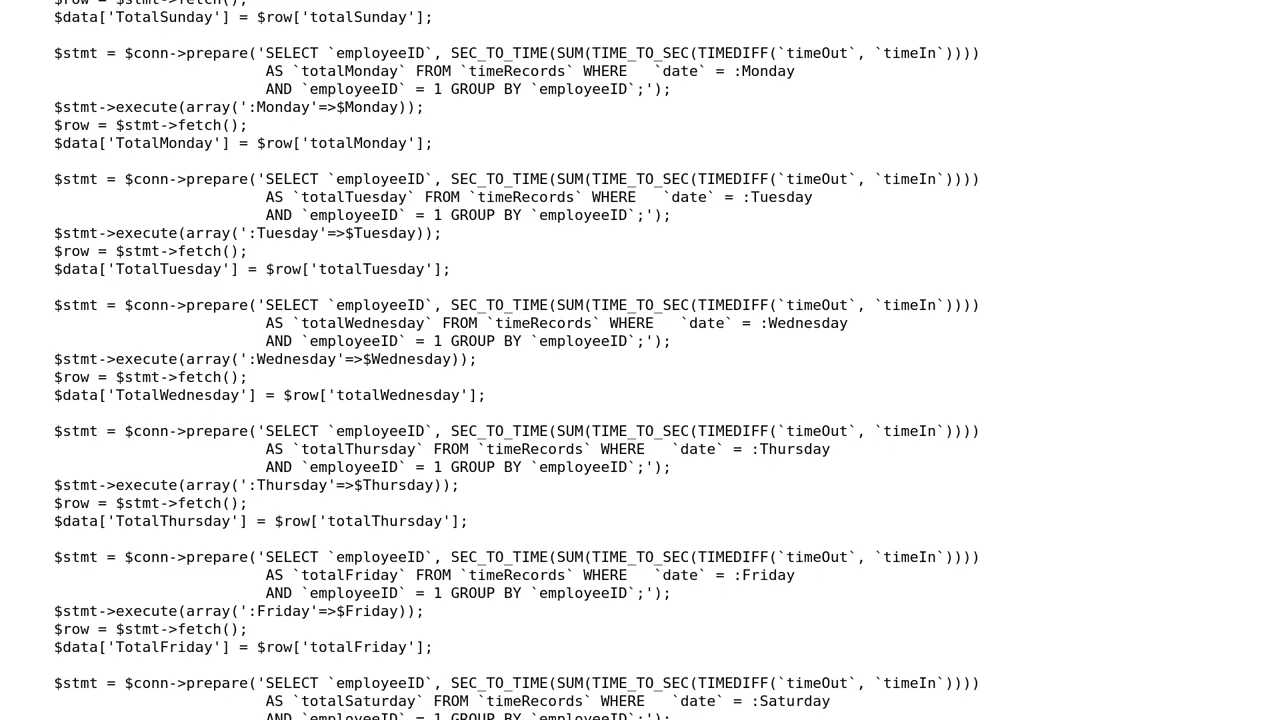 $row = $stmt->fetch();
$data['TotalSunday'] = $row['totalSunday'];
$stmt = $conn->prepare('SELECT `employeeID`, SEC_TO_TIME(SUM(TIME_TO_SEC(TIMEDIFF(`timeOut`, `timeIn`))))
AS `totalMonday` FROM `timeRecords` WHERE   `date` = :Monday
AND `employeeID` = 1 GROUP BY `employeeID`;');
$stmt->execute(array(':Monday'=>$Monday));
$row = $stmt->fetch();
$data['TotalMonday'] = $row['totalMonday'];
$stmt = $conn->prepare('SELECT `employeeID`, SEC_TO_TIME(SUM(TIME_TO_SEC(TIMEDIFF(`timeOut`, `timeIn`))))
AS `totalTuesday` FROM `timeRecords` WHERE   `date` = :Tuesday
AND `employeeID` = 1 GROUP BY `employeeID`;');
$stmt->execute(array(':Tuesday'=>$Tuesday));
$row = $stmt->fetch();
$data['TotalTuesday'] = $row['totalTuesday'];
$stmt = $conn->prepare('SELECT `employeeID`, SEC_TO_TIME(SUM(TIME_TO_SEC(TIMEDIFF(`timeOut`, `timeIn`))))
AS `totalWednesday` FROM `timeRecords` WHERE   `date` = :Wednesday
AND `employeeID` = 1 GROUP BY `employeeID`;');
$stmt->execute(array(':Wednesday'=>$Wednesday));
$row = $stmt->fetch();
$data['TotalWednesday'] = $row['totalWednesday'];
$stmt = $conn->prepare('SELECT `employeeID`, SEC_TO_TIME(SUM(TIME_TO_SEC(TIMEDIFF(`timeOut`, `timeIn`))))
AS `totalThursday` FROM `timeRecords` WHERE   `date` = :Thursday
AND `employeeID` = 1 GROUP BY `employeeID`;');
$stmt->execute(array(':Thursday'=>$Thursday));
$row = $stmt->fetch();
$data['TotalThursday'] = $row['totalThursday'];
$stmt = $conn->prepare('SELECT `employeeID`, SEC_TO_TIME(SUM(TIME_TO_SEC(TIMEDIFF(`timeOut`, `timeIn`))))
AS `totalFriday` FROM `timeRecords` WHERE   `date` = :Friday
AND `employeeID` = 1 GROUP BY `employeeID`;');
$stmt->execute(array(':Friday'=>$Friday));
$row = $stmt->fetch();
$data['TotalFriday'] = $row['totalFriday'];
$stmt = $conn->prepare('SELECT `employeeID`, SEC_TO_TIME(SUM(TIME_TO_SEC(TIMEDIFF(`timeOut`, `timeIn`))))
AS `totalSaturday` FROM `timeRecords` WHERE   `date` = :Saturday
AND `employeeID` = 1 GROUP BY `employeeID`;');